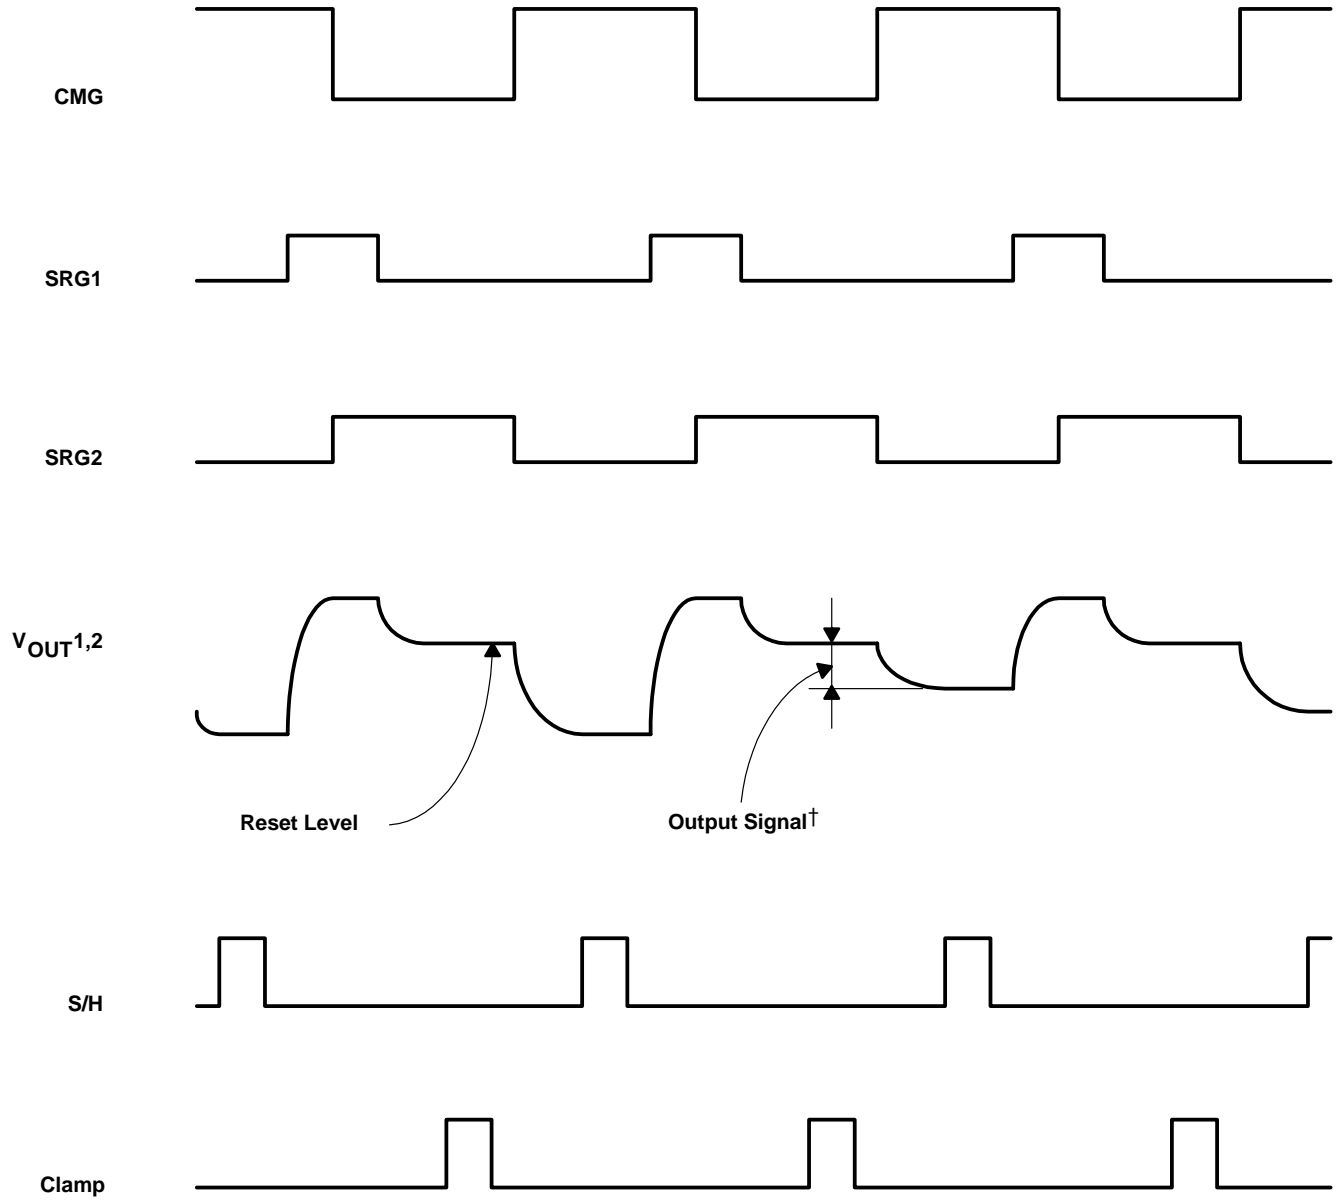 CMG
SRG1
SRG2
VOUT1,2
Reset Level
Output Signal†
S/H
Clamp